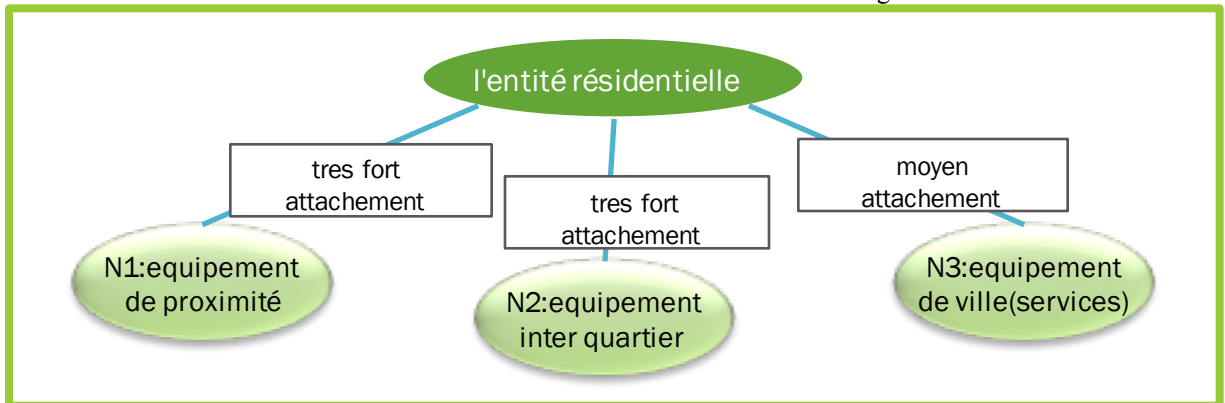 l'entité résidentielle
tres fort
attachement
tres fort
attachement
moyen
attachement
N1:equipement
de proximité
N2:equipement
inter quartier
N3:equipement
de ville(services)